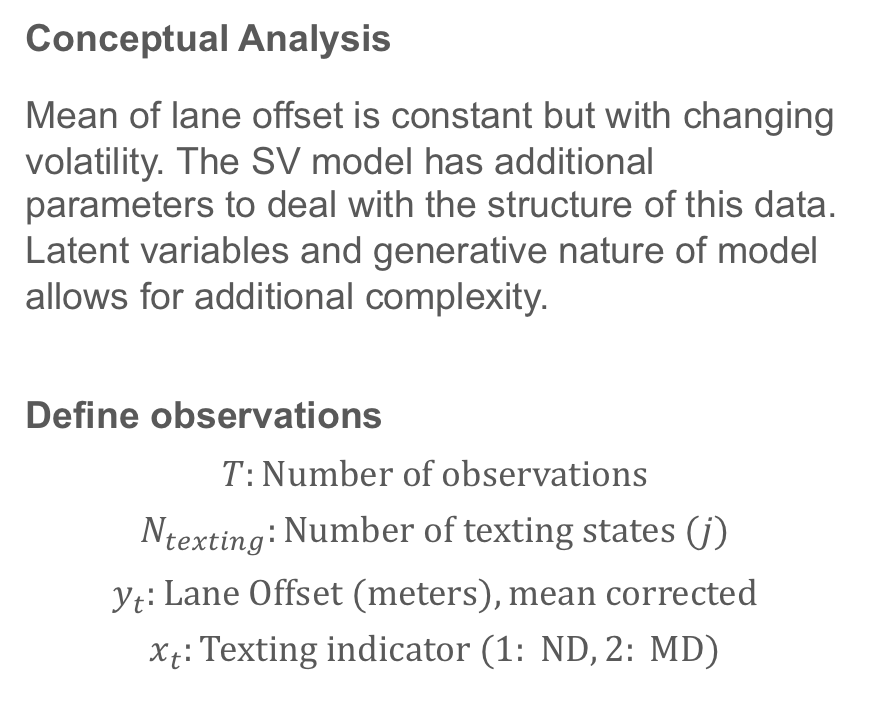 Conceptual Analysis
Mean of lane offset is constant but with changing
volatility. The SV model has additional
parameters to deal with the structure of this data.
Latent variables and generative nature of model
allows for additional complexity.
Define observations
T: Number of observations
N_texting: Number of texting states (j)
y_t: Lane Offset (meters), mean corrected
x_t: Texting indicator (1: ND, 2: MD)